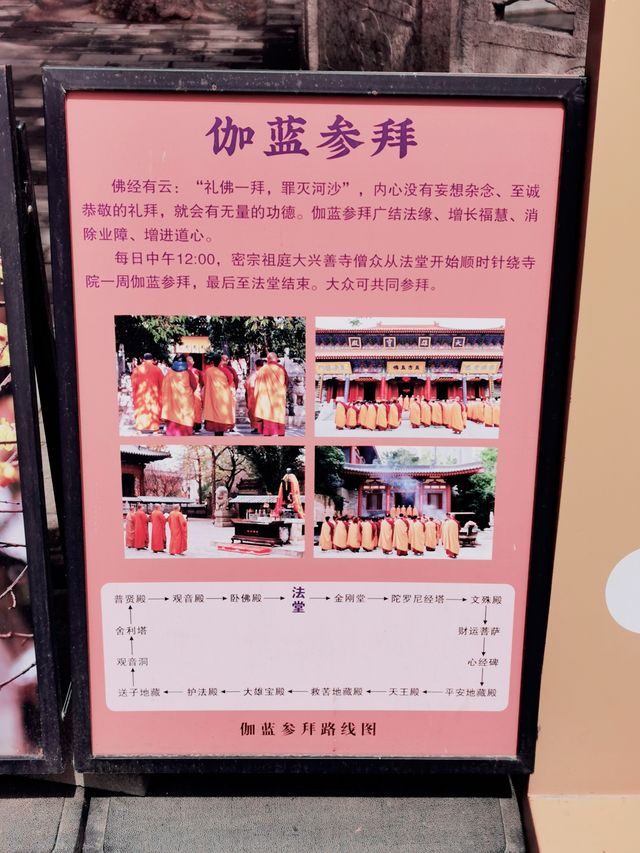 伽蓝参拜
佛经有云：“礼佛一拜，罪灭河沙”，内心没有妄想杂念、至诚
恭敬的礼拜，就会有无量的功德。伽蓝参拜广结法缘、增长福慧、消
除业障、增进道心。
每日中午12:00，密宗祖庭大兴善寺僧众从法堂开始顺时针绕寺
院一周伽蓝参拜，最后至法堂结束。大众可共同参拜。
普贤殿 观音殿 卧佛殿 法堂 金刚堂 陀罗尼经塔 文殊殿
舍利塔 财运菩萨
观音洞 心经碑
送子地藏 护法殿 大雄宝殿 救苦地藏殿 天王殿 平安地藏殿
伽蓝参拜路线图